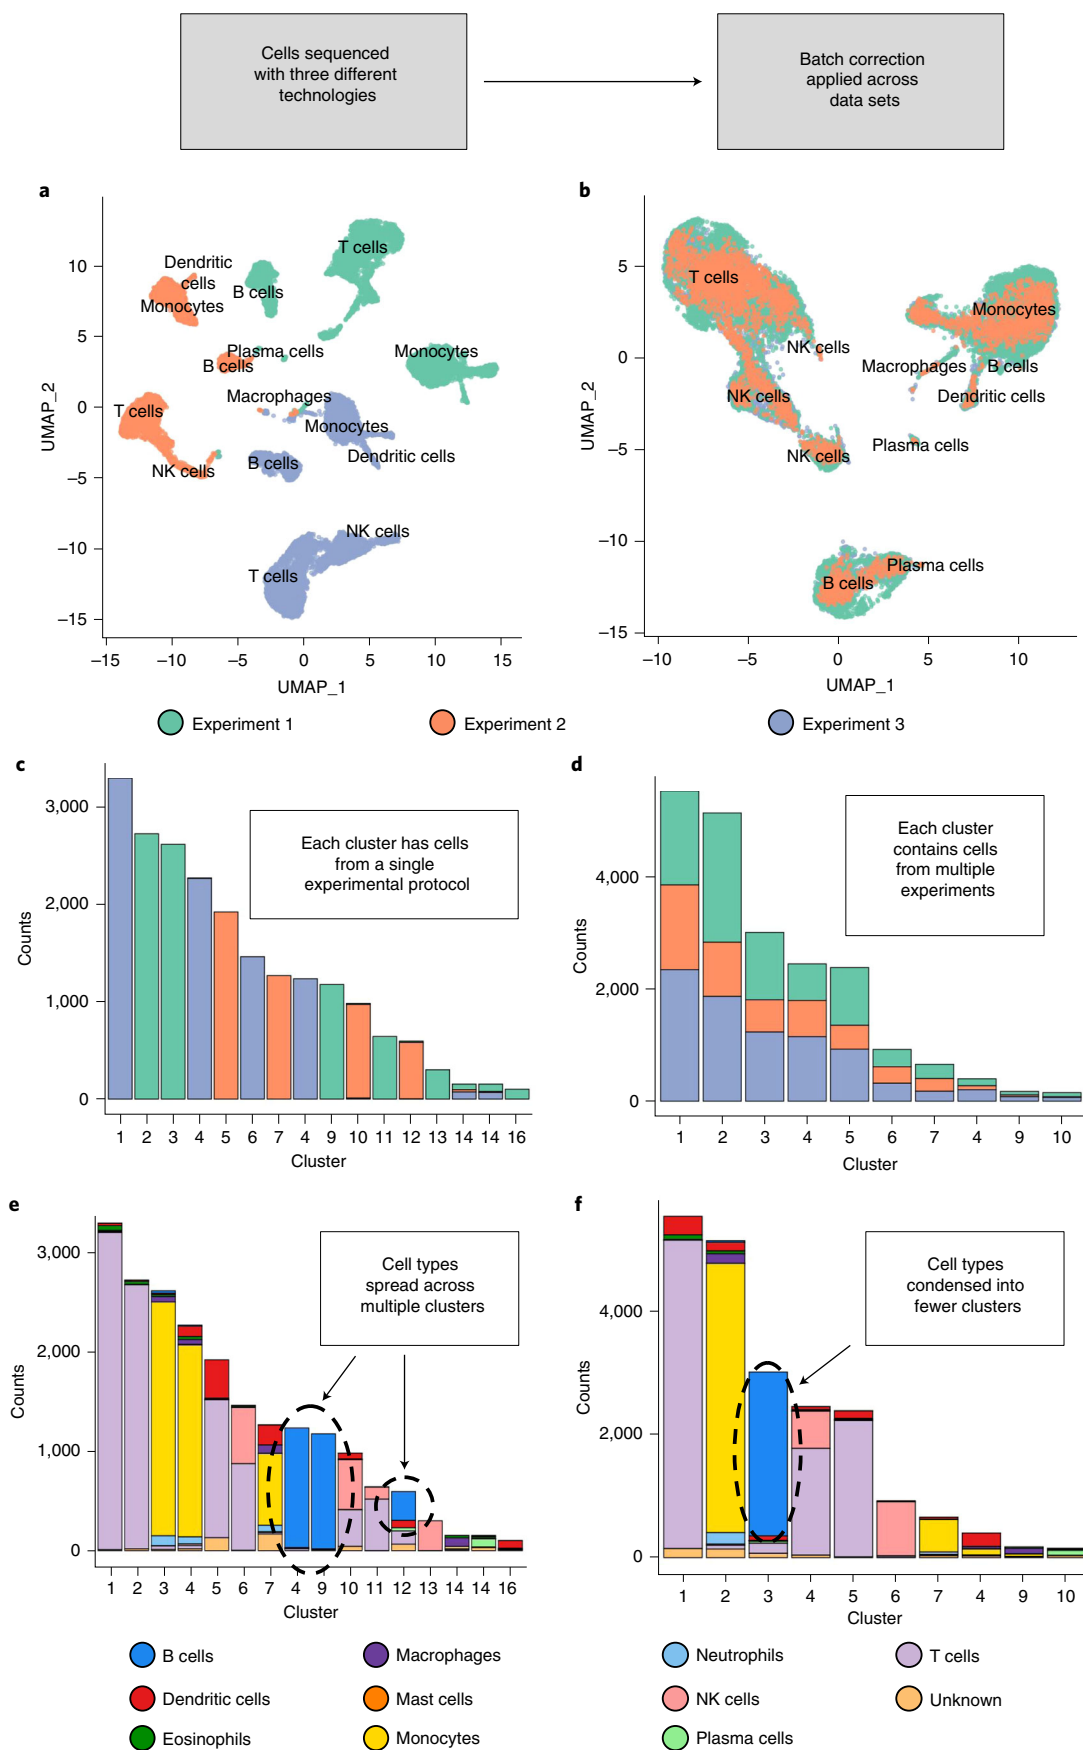 Cells sequenced
with three different
technologies
Batch correction
applied across
data sets
a
UMAP_2
10
5
0
−5
−10
−15
Dendritic
cells
Monocytes
B cells
T cells
Plasma cells
B cells
Monocytes
Macrophages
T cells
Monocytes
Dendritic cells
NK cells
B cells
NK cells
T cells
−15
−10
−5
0
5
10
15
UMAP_1
b
UMAP_2
5
0
−5
−10
−15
T cells
Monocytes
NK cells
Macrophages
B cells
NK cells
Dendritic cells
Plasma cells
NK cells
Plasma cells
B cells
−10
−5
0
5
10
UMAP_1
Experiment 1
Experiment 2
Experiment 3
c
Counts
3,000
2,000
1,000
0
Each cluster has cells
from a single
experimental protocol
1 2 3 4 5 6 7 4 9 10 11 12 13 14 14 16
Cluster
d
Counts
4,000
2,000
0
Each cluster
contains cells
from multiple
experiments
1 2 3 4 5 6 7 4 9 10
Cluster
e
Counts
3,000
2,000
1,000
0
Cell types
spread across
multiple clusters
1 2 3 4 5 6 7 4 9 10 11 12 13 14 14 16
Cluster
f
Counts
4,000
2,000
0
Cell types
condensed into
fewer clusters
1 2 3 4 5 6 7 4 9 10
Cluster
B cells
Dendritic cells
Eosinophils
Macrophages
Mast cells
Monocytes
Neutrophils
NK cells
Plasma cells
T cells
Unknown